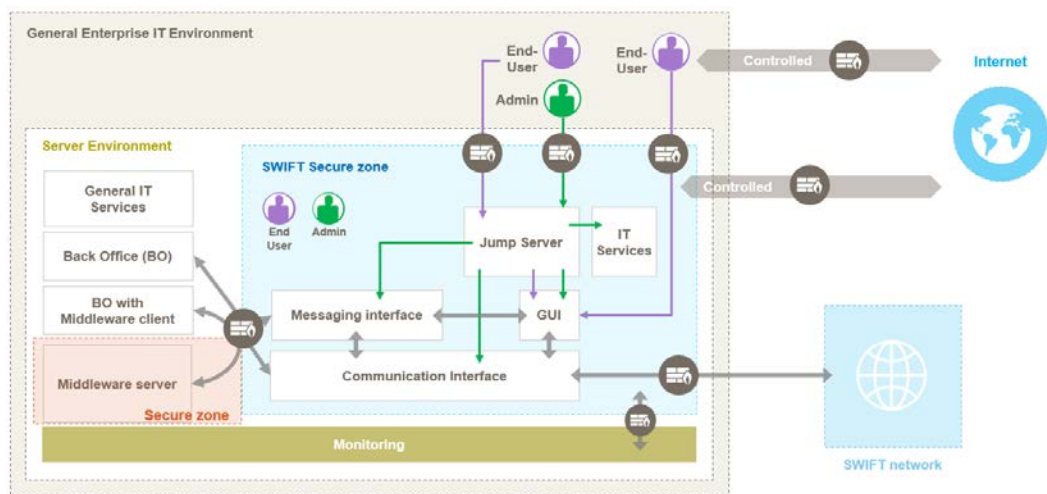 General Enterprise IT Environment
End-
User
End-
User
Controlled
Internet
Admin
Server Environment
SWIFT Secure zone
General IT
Services
Controlled
End
User
Admin
Jump Server
IT
Services
Back Office (BO)
BO with
Middleware client
Messaging interface
GUI
Middleware server
Communication Interface
Secure zone
Monitoring
SWIFT network